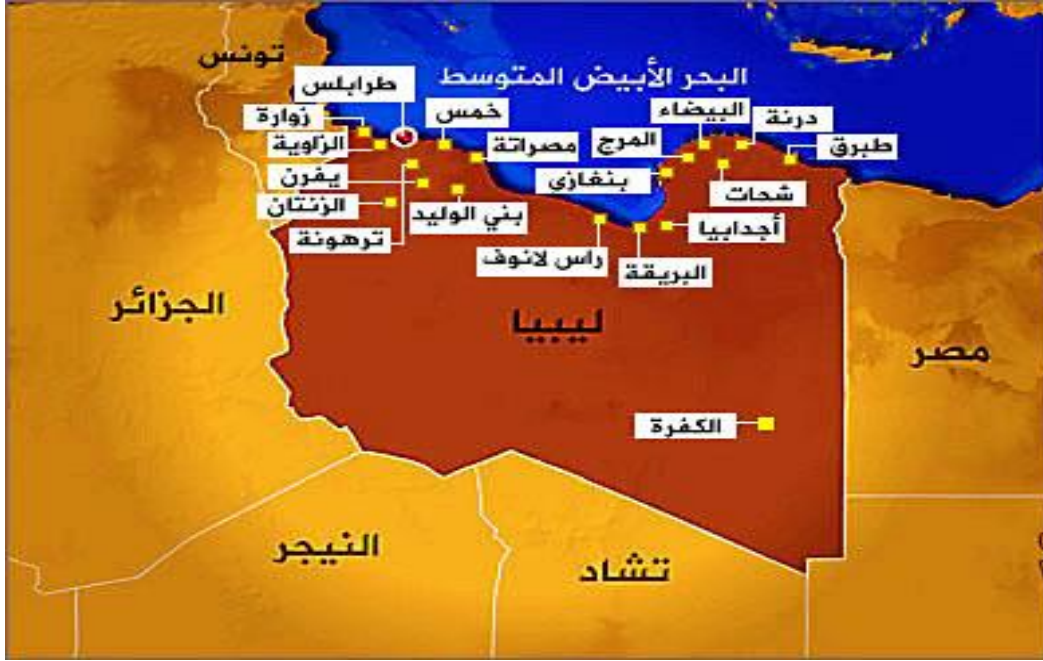 تونس
البحر الأبيض المتوسط
طرابلس
زوارة
خمس
البيضاء
درنة
الزاوية
مصراتة
المرج
طبرق
يفرن
بنغازي
شحات
الزنتان
بني الوليد
أجدابيا
ترهونة
راس لانوف
البريقة
الجزائر
ليبيا
مصر
الكفرة
النيجر
تشاد